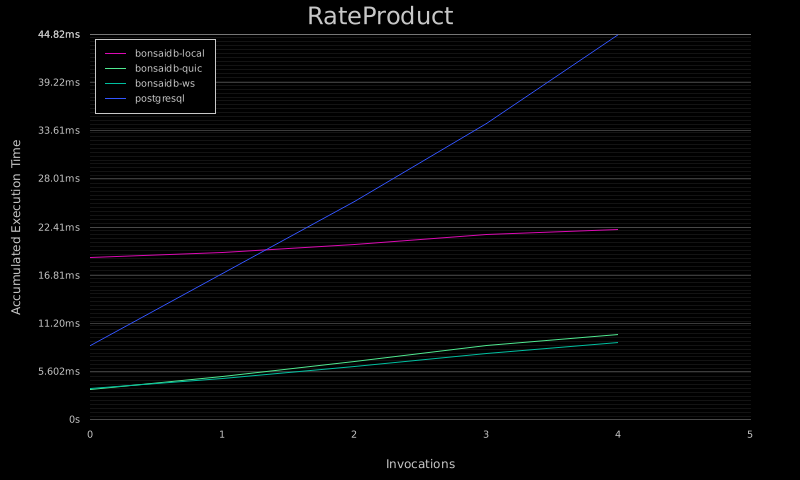 RateProduct
44.82ms
39.22ms
33.61ms
28.01ms
22.41ms
16.81ms
11.20ms
5.602ms
0s
bonsaidb-local
bonsaidb-quic
bonsaidb-ws
postgresql
Accumulated Execution Time
0 1 2 3 4 5
Invocations